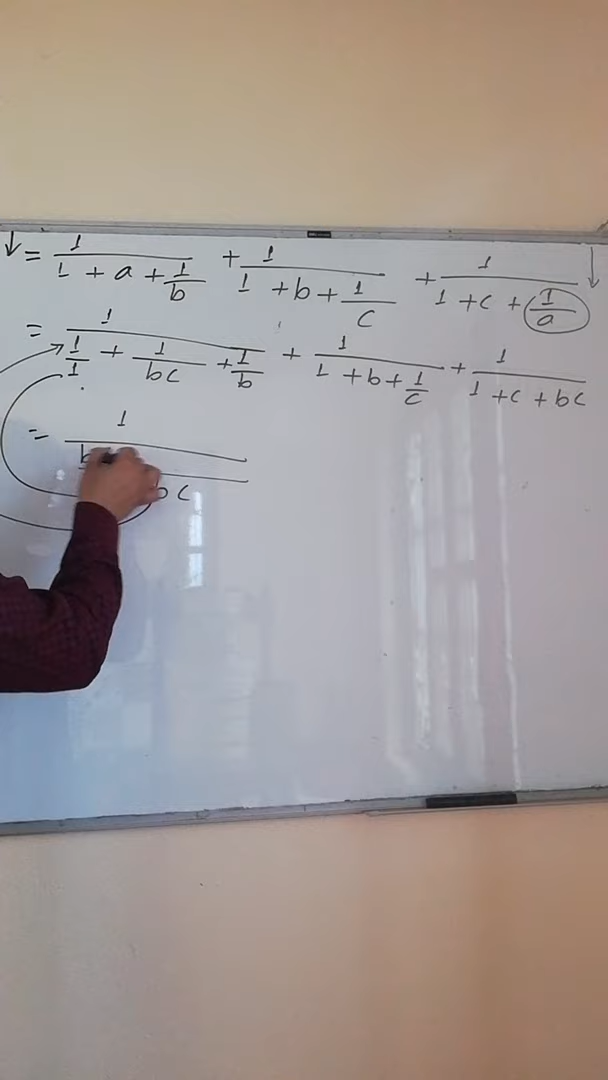 ↓ = 1/(1 + a + 1/b) + 1/(1 + b + 1/c) + 1/(1 + c + 1/a) ↓
= 1/(1/1 + 1/bc + 1/b) + 1/(1 + b + 1/c) + 1/(1 + c + bc)
= 1/(b / bc)